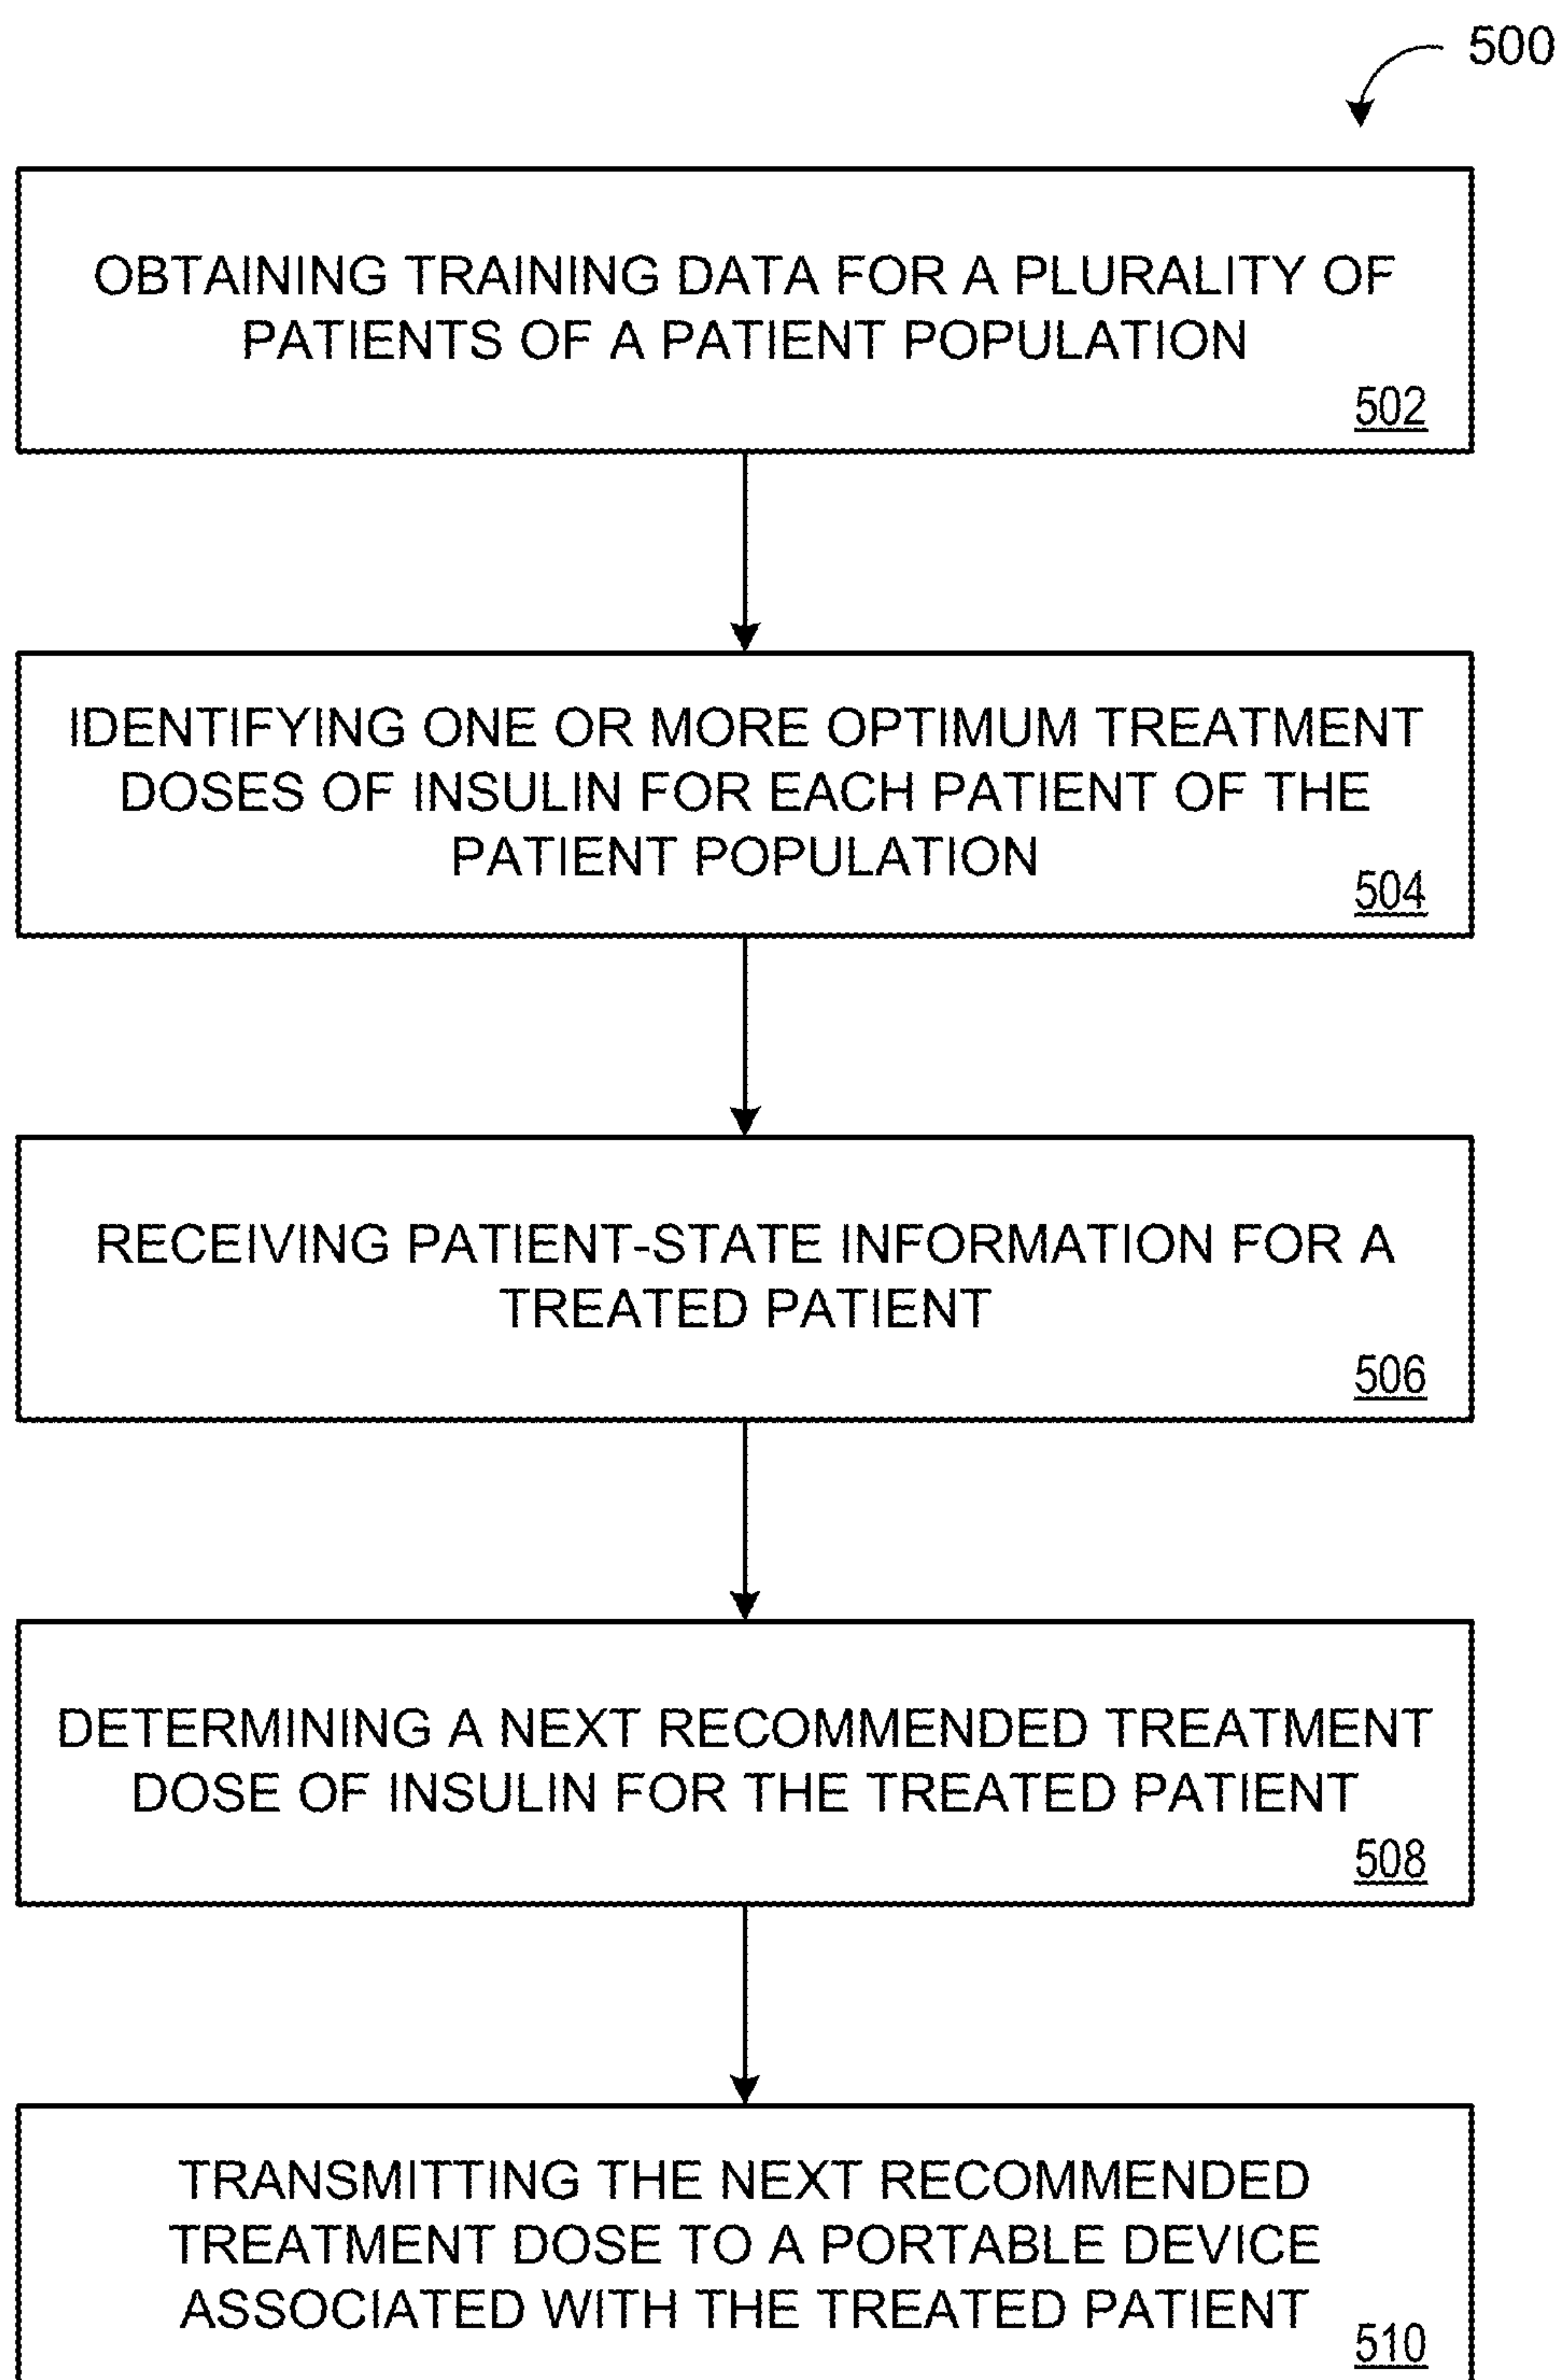 500
OBTAINING TRAINING DATA FOR A PLURALITY OF
PATIENTS OF A PATIENT POPULATION
502
IDENTIFYING ONE OR MORE OPTIMUM TREATMENT
DOSES OF INSULIN FOR EACH PATIENT OF THE
PATIENT POPULATION
504
RECEIVING PATIENT-STATE INFORMATION FOR A
TREATED PATIENT
506
DETERMINING A NEXT RECOMMENDED TREATMENT
DOSE OF INSULIN FOR THE TREATED PATIENT
508
TRANSMITTING THE NEXT RECOMMENDED
TREATMENT DOSE TO A PORTABLE DEVICE
ASSOCIATED WITH THE TREATED PATIENT
510